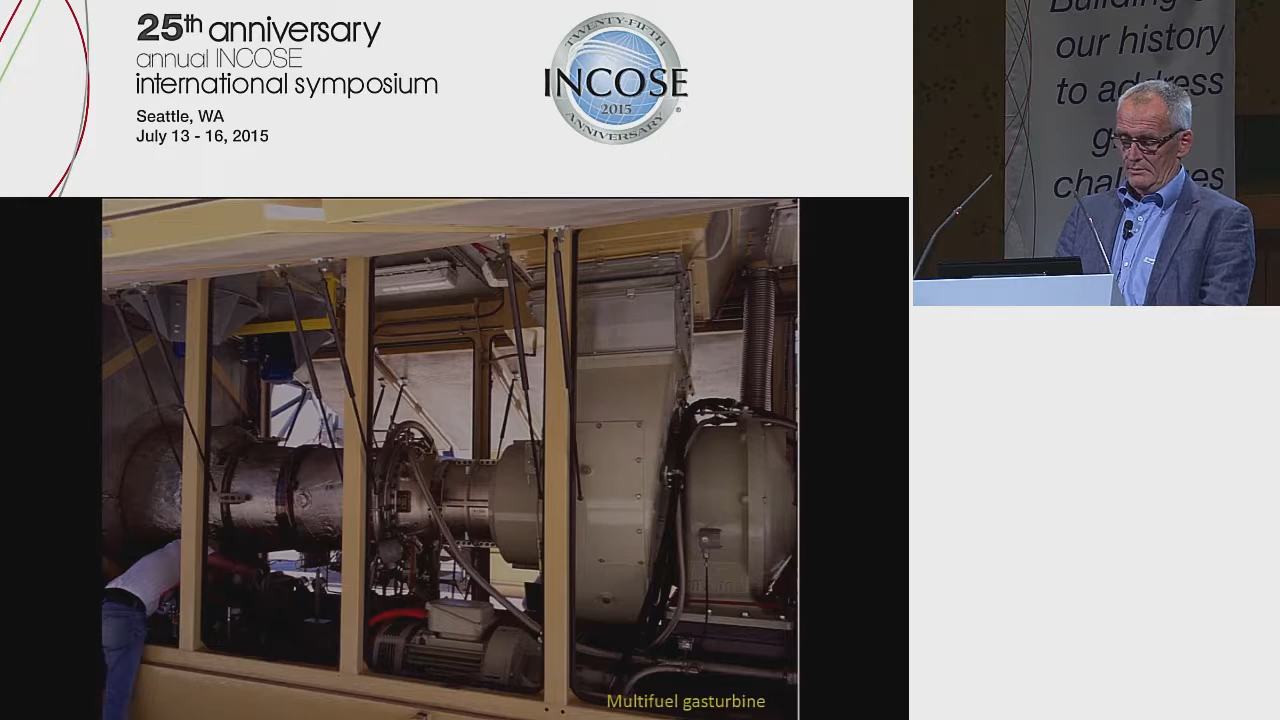 25th anniversary
annual INCOSE
international symposium
Seattle, WA
July 13 - 16, 2015
TWENTY-FIFTH
INCOSE
2015
ANNIVERSARY
®
our history
to address
Multifuel gasturbine